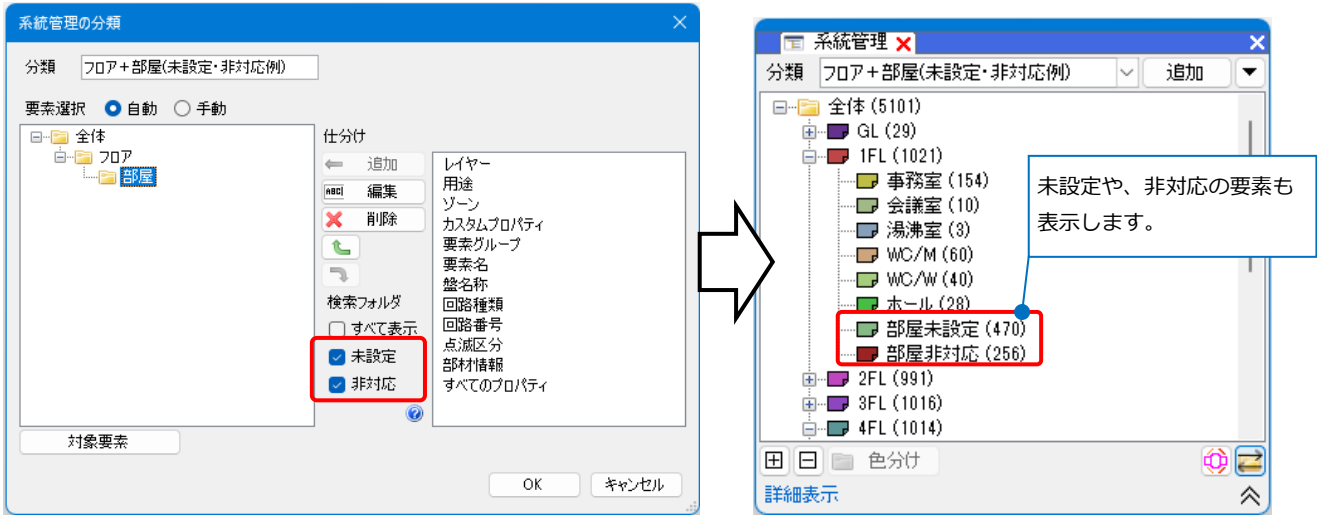 系統管理の分類
分類 フロア+部屋(未設定・非対応例)
要素選択 自動 手動
全体
フロア
部屋
仕分け
追加
編集
削除
検索フォルダ
すべて表示
未設定
非対応
レイヤー
用途
ゾーン
カスタムプロパティ
要素グループ
要素名
盤名称
回路種類
回路番号
点滅区分
部材情報
すべてのプロパティ
対象要素
OK キャンセル
系統管理
分類 フロア+部屋(未設定・非対応例) 追加
全体 (5101)
GL (29)
1FL (1021)
事務室 (154)
会議室 (10)
湯沸室 (3)
WC/M (60)
WC/W (40)
ホール (28)
部屋未設定 (470)
部屋非対応 (256)
2FL (991)
3FL (1016)
4FL (1014)
色分け
詳細表示
未設定や、非対応の要素も
表示します。